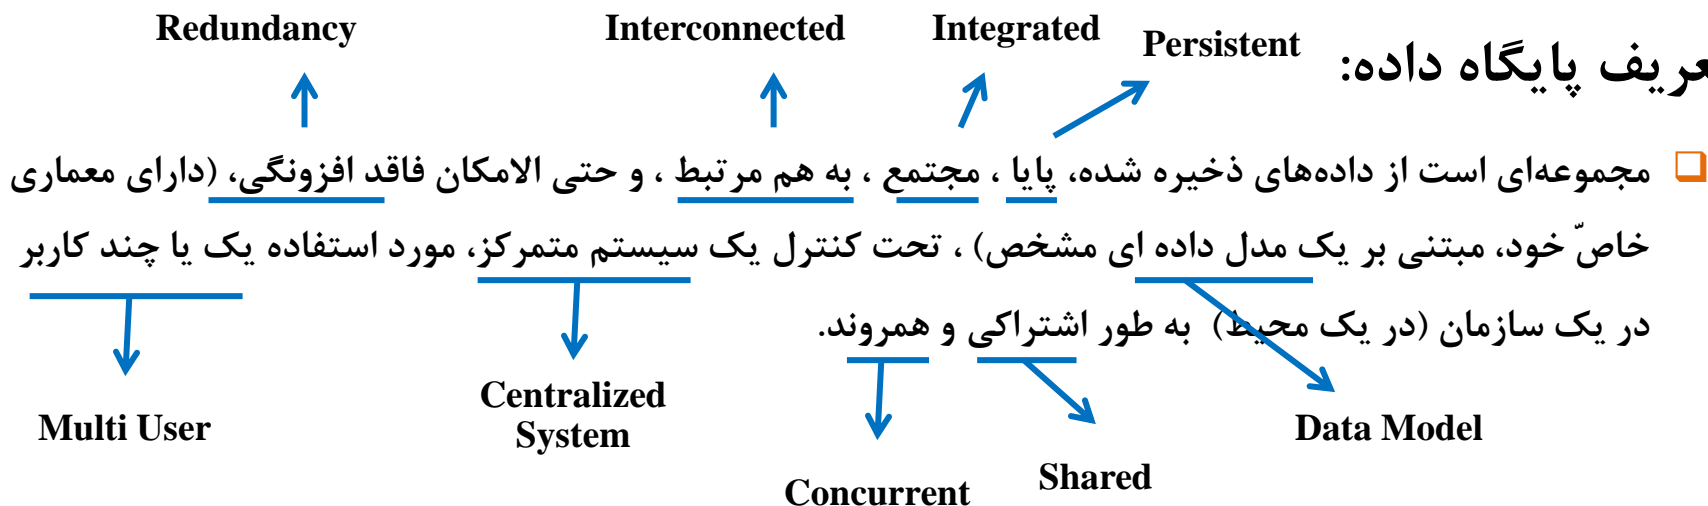 Redundancy
Interconnected
Integrated
Persistent
عریف پایگاه داده:
مجموعه‌ای است از داده‌های ذخیره شده، پایا ، مجتمع ، به هم مرتبط ، و حتی الامکان فاقد افزونگی، (دارای معماری
خاصّ خود، مبتنی بر یک مدل داده ای مشخص) ، تحت کنترل یک سیستم متمرکز، مورد استفاده یک یا چند کاربر
در یک سازمان (در یک محیط) به طور اشتراکی و همروند.
Multi User
Centralized
System
Concurrent
Shared
Data Model